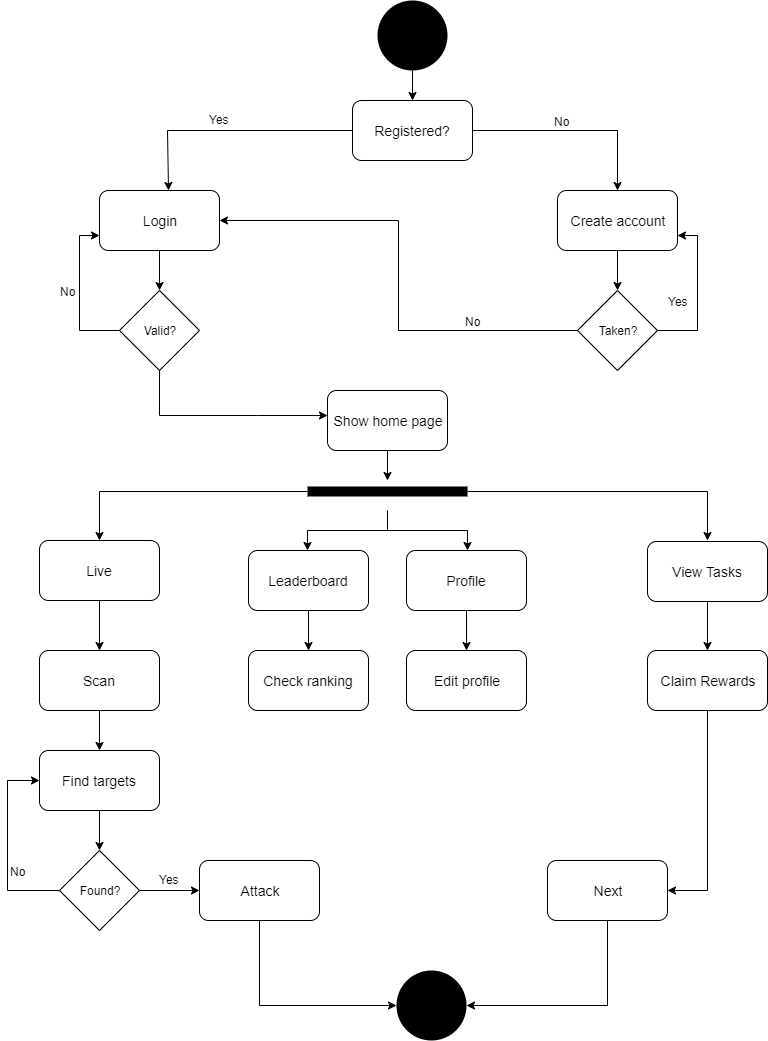 Yes
No
Registered?
Login
Create account
No
Yes
Valid?
No
Taken?
Show home page
Live
Leaderboard
Profile
View Tasks
Scan
Check ranking
Edit profile
Claim Rewards
Find targets
No
Found?
Yes
Attack
Next